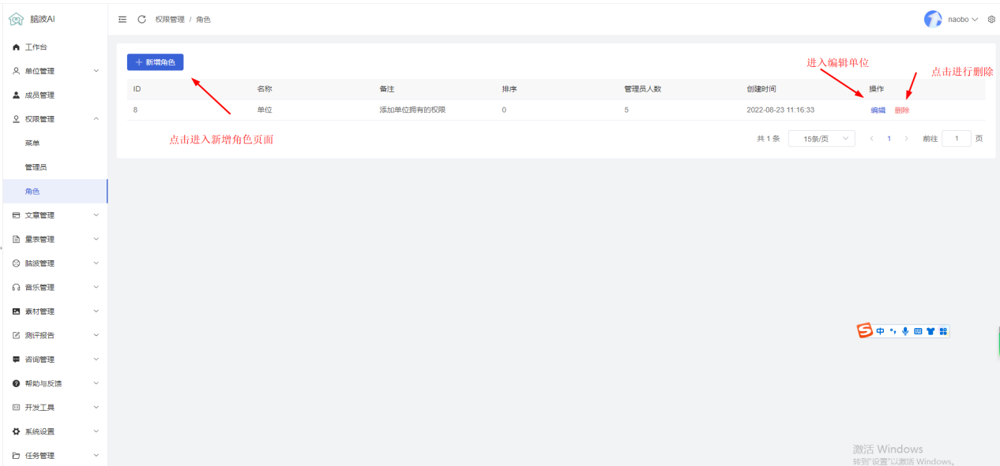 脑波AI
权限管理 / 角色
naobo
工作台
单位管理
成员管理
权限管理
菜单
管理员
角色
文章管理
量表管理
脑波管理
音乐管理
素材管理
测评报告
咨询管理
帮助与反馈
开发工具
系统设置
任务管理
新增角色
进入编辑单位
点击进行删除
ID 名称 备注 排序 管理员人数 创建时间 操作
8 单位 添加单位拥有的权限 0 5 2022-08-23 11:16:33 编辑 删除
点击进入新增角色页面
共 1 条 15条/页 1 前往 1 页
中
激活 Windows
转到"设置"以激活 Windows。